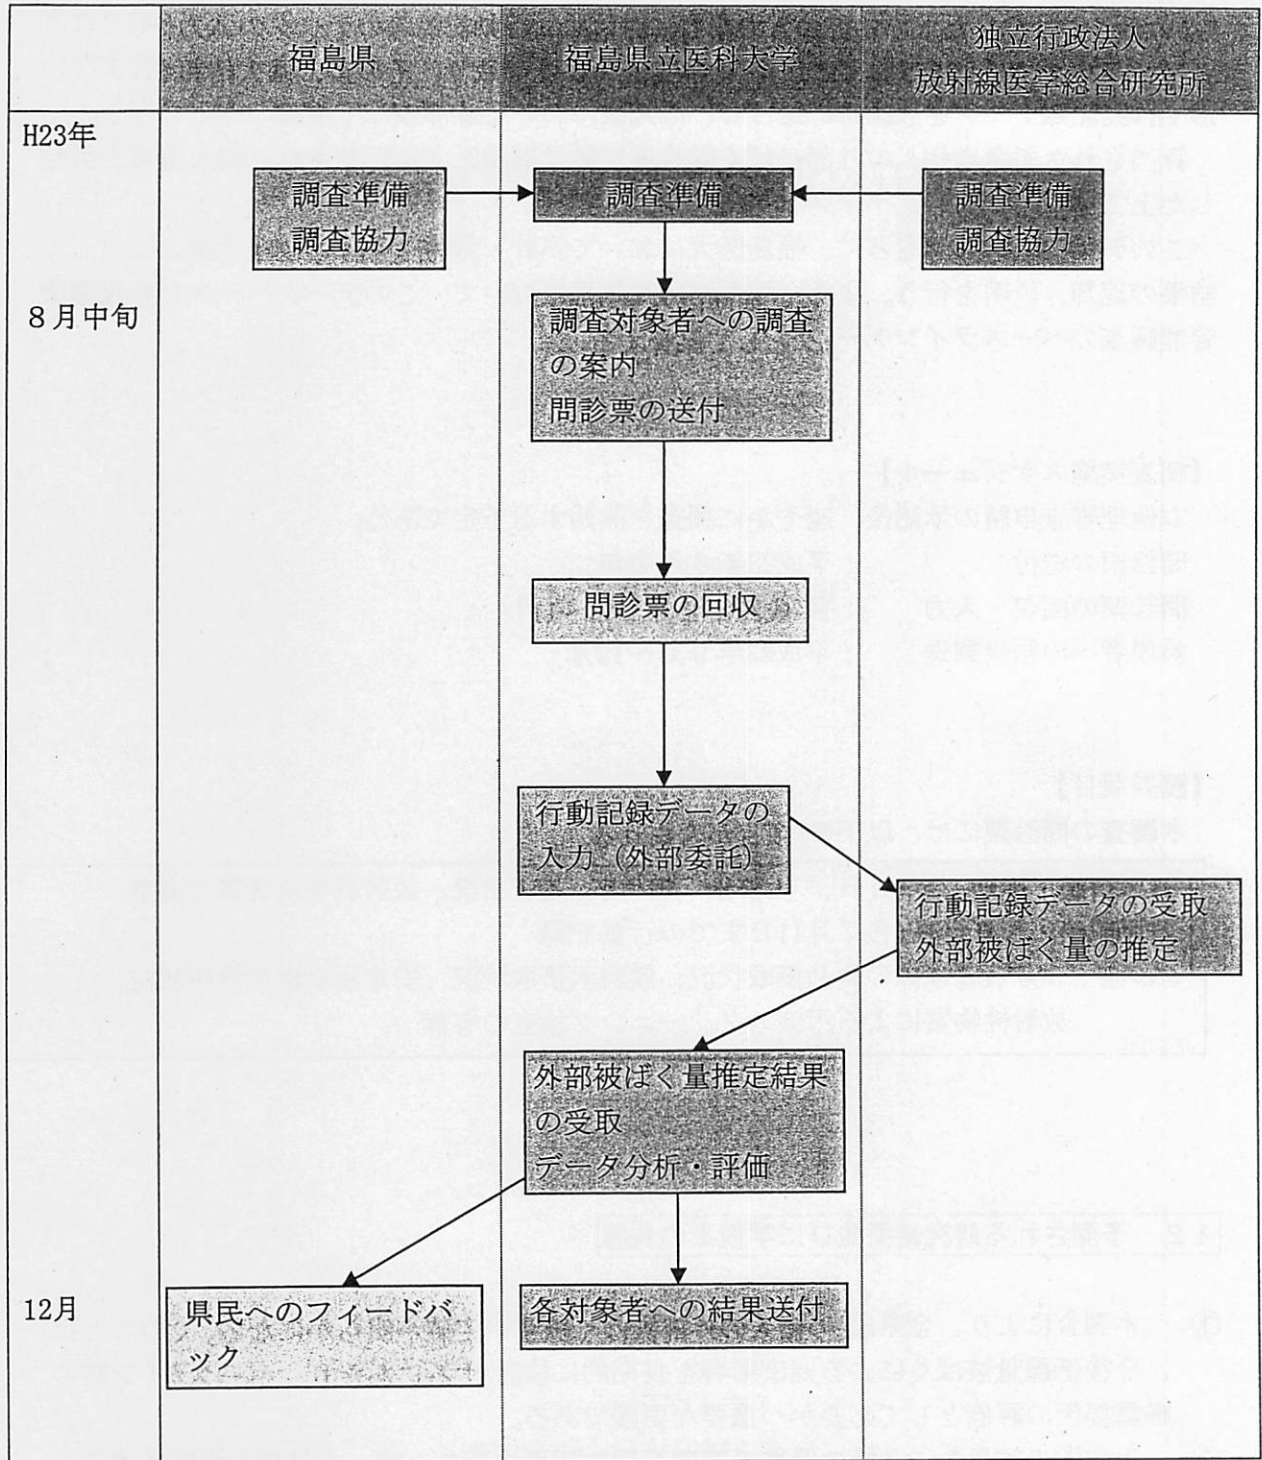 福島県
福島県立医科大学
独立行政法人
放射線医学総合研究所
H23年
調査準備
調査協力
調査準備
調査準備
調査協力
8月中旬
調査対象者への調査
の案内
問診票の送付
問診票の回収
行動記録データの
入力（外部委託）
行動記録データの受取
外部被ばく量の推定
外部被ばく量推定結果
の受取
データ分析・評価
12月
県民へのフィードバ
ック
各対象者への結果送付